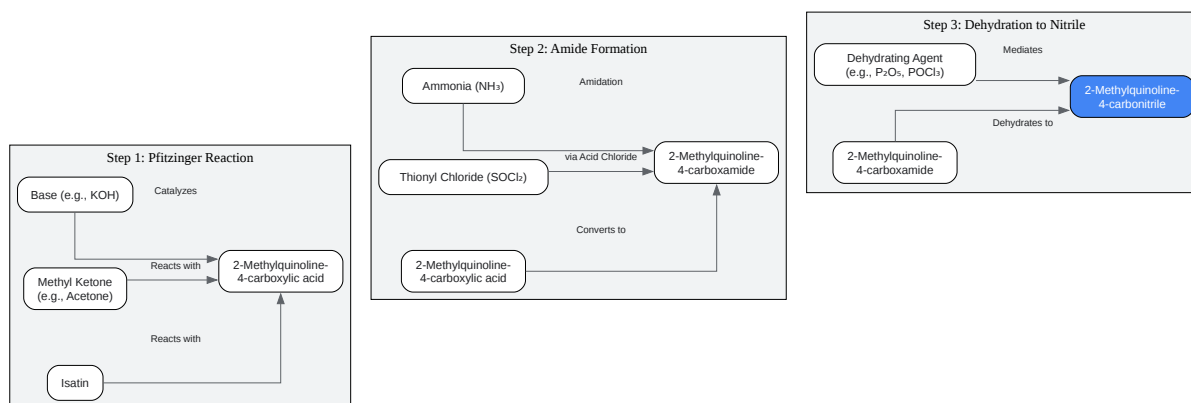 Step 1: Pfitzinger Reaction
Base (e.g., KOH)
Catalyzes
Reacts with
2-Methylquinoline-
4-carboxylic acid
Methyl Ketone
(e.g., Acetone)
Reacts with
Isatin
Step 2: Amide Formation
Ammonia (NH₃)
Amidation
via Acid Chloride
2-Methylquinoline-
4-carboxamide
Thionyl Chloride (SOCl₂)
Converts to
2-Methylquinoline-
4-carboxylic acid
Step 3: Dehydration to Nitrile
Dehydrating Agent
(e.g., P₂O₅, POCl₃)
Mediates
2-Methylquinoline-
4-carbonitrile
Dehydrates to
2-Methylquinoline-
4-carboxamide